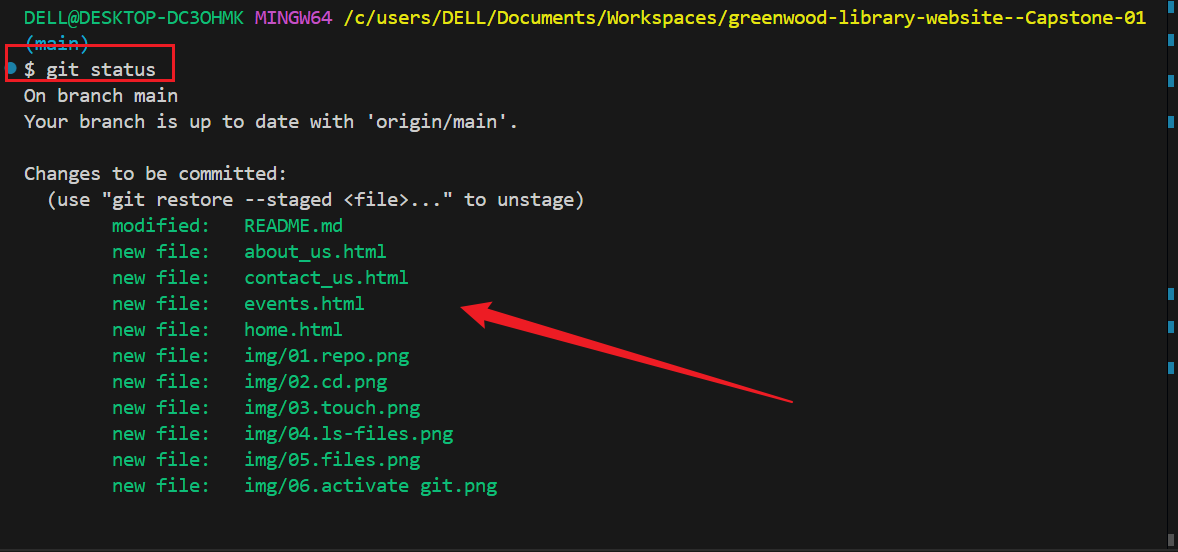 DELL@DESKTOP-DC3OHMK MINGW64 /c/users/DELL/Documents/Workspaces/greenwood-library-website--Capstone-01
(main)
$ git status
On branch main
Your branch is up to date with 'origin/main'.
Changes to be committed:
(use "git restore --staged <file>..." to unstage)
modified: README.md
new file: about_us.html
new file: contact_us.html
new file: events.html
new file: home.html
new file: img/01.repo.png
new file: img/02.cd.png
new file: img/03.touch.png
new file: img/04.ls-files.png
new file: img/05.files.png
new file: img/06.activate git.png